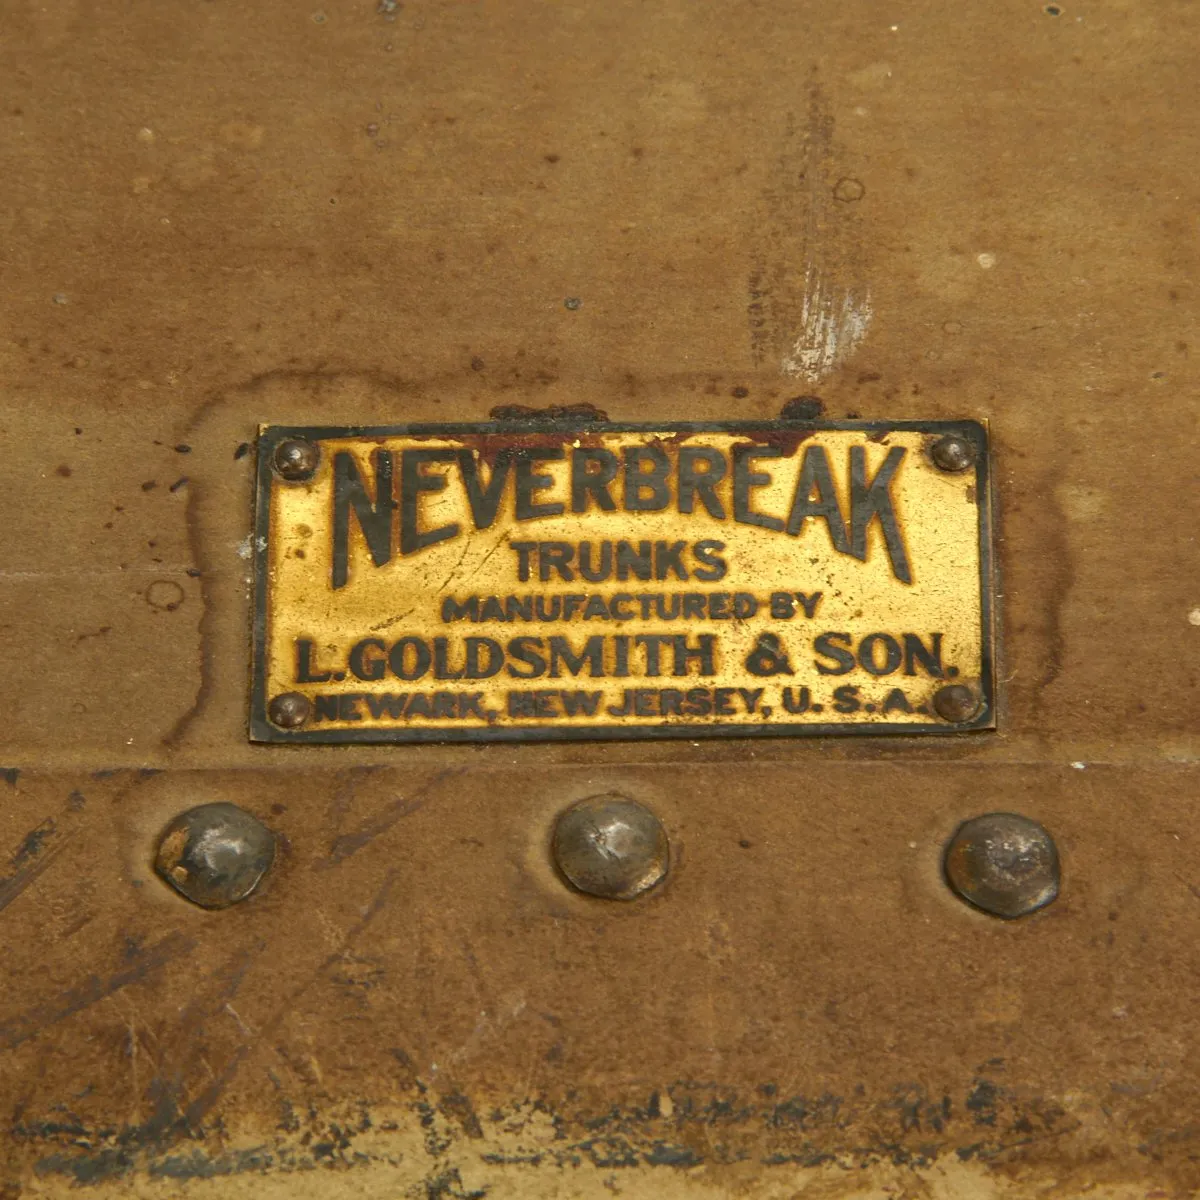 NEVERBREAK
TRUNKS
MANUFACTURED BY
L. GOLDSMITH & SON.
NEWARK, NEW JERSEY, U.S.A.